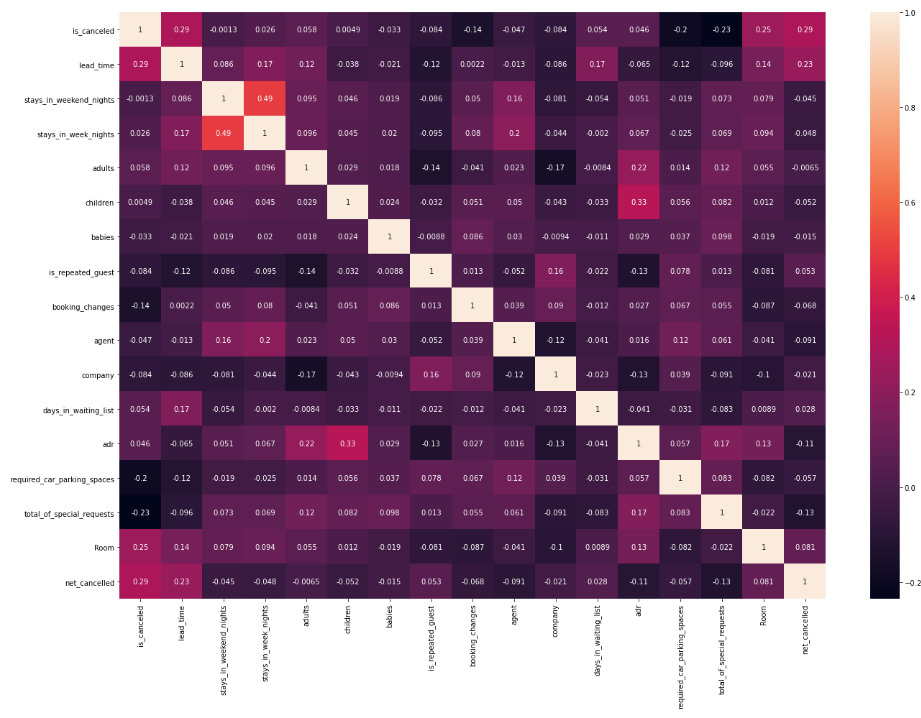 is_canceled 1 0.29 -0.0013 0.026 0.058 0.0049 -0.033 -0.084 -0.14 -0.047 -0.084 0.054 0.046 -0.2 -0.23 0.25 0.29
lead_time 0.29 1 0.086 0.17 0.12 -0.038 -0.021 -0.12 0.0022 -0.013 -0.086 0.17 -0.065 -0.12 -0.096 0.14 0.23
stays_in_weekend_nights -0.0013 0.086 1 0.49 0.095 0.046 0.019 -0.086 0.05 0.16 -0.081 -0.054 0.051 -0.019 0.073 0.079 -0.045
stays_in_week_nights 0.026 0.17 0.49 1 0.096 0.045 0.02 -0.095 0.08 0.2 -0.044 -0.002 0.067 -0.025 0.069 0.094 -0.048
adults 0.058 0.12 0.095 0.096 1 0.029 0.018 -0.14 -0.041 0.023 -0.17 -0.0084 0.22 0.014 0.12 0.055 -0.0065
children 0.0049 -0.038 0.046 0.045 0.029 1 0.024 -0.032 0.051 0.05 -0.043 -0.033 0.33 0.056 0.082 0.012 -0.052
babies -0.033 -0.021 0.019 0.02 0.018 0.024 1 -0.0088 0.086 0.03 -0.0094 -0.011 0.029 0.037 0.098 -0.019 -0.015
is_repeated_guest -0.084 -0.12 -0.086 -0.095 -0.14 -0.032 -0.0088 1 0.013 -0.052 0.16 -0.022 -0.13 0.078 0.013 -0.081 0.053
booking_changes -0.14 0.0022 0.05 0.08 -0.041 0.051 0.086 0.013 1 0.039 0.09 -0.012 0.027 0.067 0.055 -0.087 -0.068
agent -0.047 -0.013 0.16 0.2 0.023 0.05 0.03 -0.052 0.039 1 -0.12 -0.041 0.016 0.12 0.061 -0.041 -0.091
company -0.084 -0.086 -0.081 -0.044 -0.17 -0.043 -0.0094 0.16 0.09 -0.12 1 -0.023 -0.13 0.039 -0.091 -0.1 -0.021
days_in_waiting_list 0.054 0.17 -0.054 -0.002 -0.0084 -0.033 -0.011 -0.022 -0.012 -0.041 -0.023 1 -0.041 -0.031 -0.083 0.0089 0.028
adr 0.046 -0.065 0.051 0.067 0.22 0.33 0.029 -0.13 0.027 0.016 -0.13 -0.041 1 0.057 0.17 0.13 -0.11
required_car_parking_spaces -0.2 -0.12 -0.019 -0.025 0.014 0.056 0.037 0.078 0.067 0.12 0.039 -0.031 0.057 1 0.083 -0.082 -0.057
total_of_special_requests -0.23 -0.096 0.073 0.069 0.12 0.082 0.098 0.013 0.055 0.061 -0.091 -0.083 0.17 0.083 1 -0.022 -0.13
Room 0.25 0.14 0.079 0.094 0.055 0.012 -0.019 -0.081 -0.087 -0.041 -0.1 0.0089 0.13 -0.082 -0.022 1 0.081
net_cancelled 0.29 0.23 -0.045 -0.048 -0.0065 -0.052 -0.015 0.053 -0.068 -0.091 -0.021 0.028 -0.11 -0.057 -0.13 0.081 1
is_canceled
lead_time
stays_in_weekend_nights
stays_in_week_nights
adults
children
babies
is_repeated_guest
booking_changes
agent
company
days_in_waiting_list
adr
required_car_parking_spaces
total_of_special_requests
Room
net_cancelled
1.0
0.8
0.6
0.4
0.2
0.0
−0.2